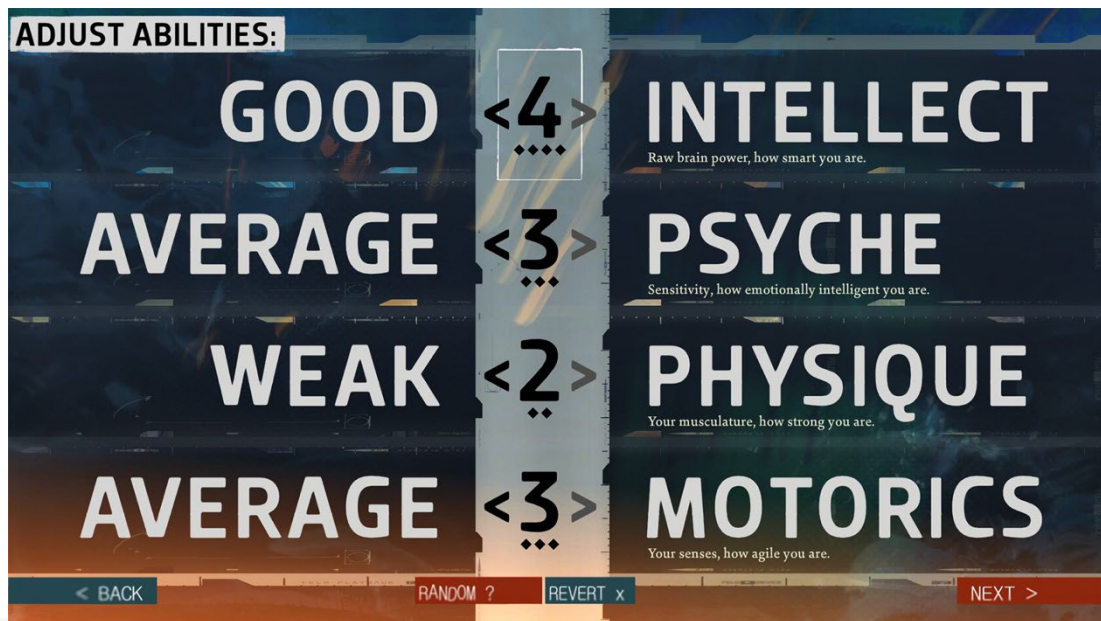 ADJUST ABILITIES:
GOOD <4> INTELLECT
Raw brain power, how smart you are.
AVERAGE <3> PSYCHE
Sensitivity, how emotionally intelligent you are.
WEAK <2> PHYSIQUE
Your musculature, how strong you are.
AVERAGE <3> MOTORICS
Your senses, how agile you are.
< BACK RANDOM ? REVERT x NEXT >